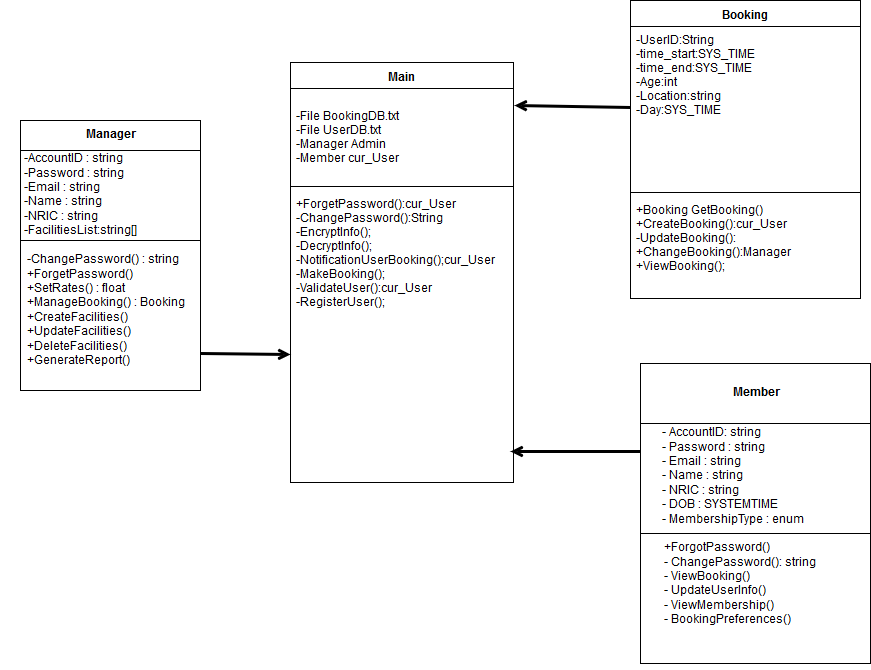 Booking
-UserID:String
-time_start:SYS_TIME
-time_end:SYS_TIME
-Age:int
-Location:string
-Day:SYS_TIME
+Booking GetBooking()
+CreateBooking():cur_User
-UpdateBooking():
+ChangeBooking():Manager
+ViewBooking();
Main
-File BookingDB.txt
-File UserDB.txt
-Manager Admin
-Member cur_User
+ForgetPassword():cur_User
-ChangePassword():String
-EncryptInfo();
-DecryptInfo();
-NotificationUserBooking();cur_User
-MakeBooking();
-ValidateUser():cur_User
-RegisterUser();
Manager
-AccountID : string
-Password : string
-Email : string
-Name : string
-NRIC : string
-FacilitiesList:string[]
-ChangePassword() : string
+ForgetPassword()
+SetRates() : float
+ManageBooking() : Booking
+CreateFacilities()
+UpdateFacilities()
+DeleteFacilities()
+GenerateReport()
Member
- AccountID: string
- Password : string
- Email : string
- Name : string
- NRIC : string
- DOB : SYSTEMTIME
- MembershipType : enum
+ForgotPassword()
- ChangePassword(): string
- ViewBooking()
- UpdateUserInfo()
- ViewMembership()
- BookingPreferences()